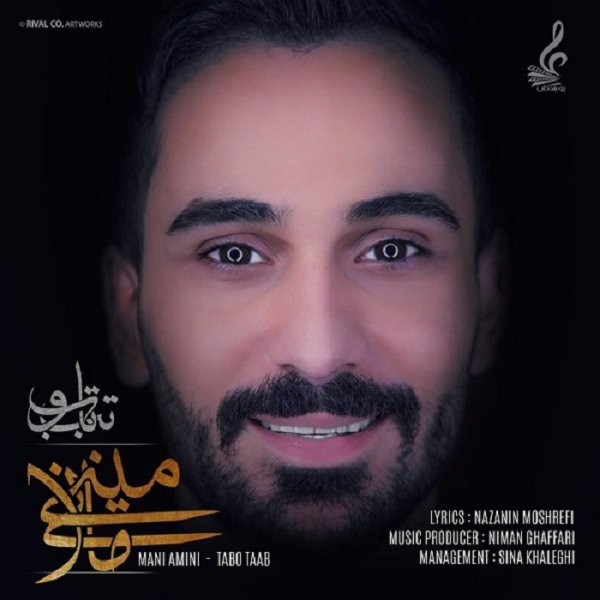 © RIVAL CO. ARTWORKS
تب و تاب
مانی امینی
MANI AMINI - TABO TAAB
LYRICS : NAZANIN MOSHREFI
MUSIC PRODUCER : NIMAN GHAFFARI
MANAGEMENT : SINA KHALEGHI